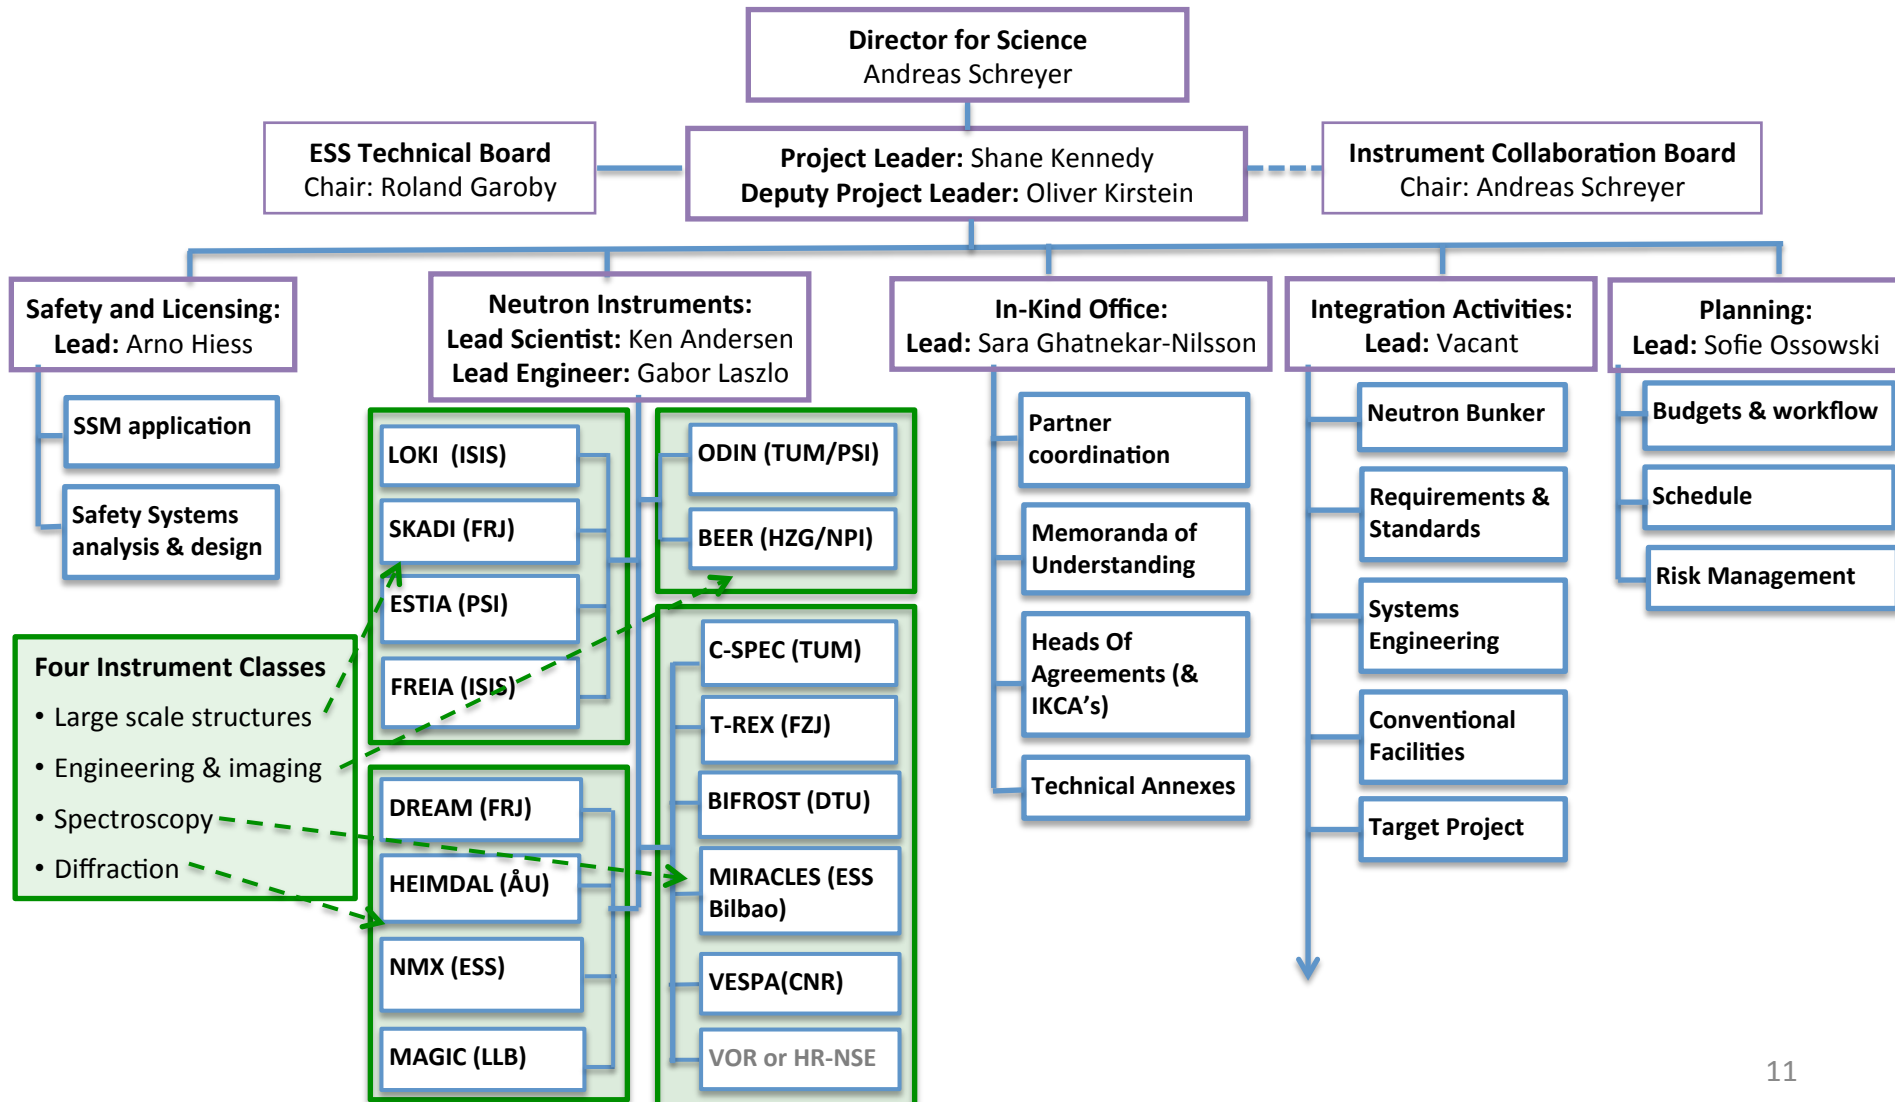 Director for Science
Andreas Schreyer
ESS Technical Board
Chair: Roland Garoby
Project Leader: Shane Kennedy
Deputy Project Leader: Oliver Kirstein
Instrument Collaboration Board
Chair: Andreas Schreyer
Safety and Licensing:
Lead: Arno Hiess
SSM application
Safety Systems
analysis & design
Neutron Instruments:
Lead Scientist: Ken Andersen
Lead Engineer: Gabor Laszlo
LOKI (ISIS)
SKADI (FRJ)
ESTIA (PSI)
FREIA (ISIS)
ODIN (TUM/PSI)
BEER (HZG/NPI)
DREAM (FRJ)
HEIMDAL (ÅU)
NMX (ESS)
MAGIC (LLB)
C-SPEC (TUM)
T-REX (FZJ)
BIFROST (DTU)
MIRACLES (ESS
Bilbao)
VESPA(CNR)
VOR or HR-NSE
Four Instrument Classes
• Large scale structures
• Engineering & imaging
• Spectroscopy
• Diffraction
In-Kind Office:
Lead: Sara Ghatnekar-Nilsson
Partner
coordination
Memoranda of
Understanding
Heads Of
Agreements (&
IKCA's)
Technical Annexes
Integration Activities:
Lead: Vacant
Neutron Bunker
Requirements &
Standards
Systems
Engineering
Conventional
Facilities
Target Project
Planning:
Lead: Sofie Ossowski
Budgets & workflow
Schedule
Risk Management
11